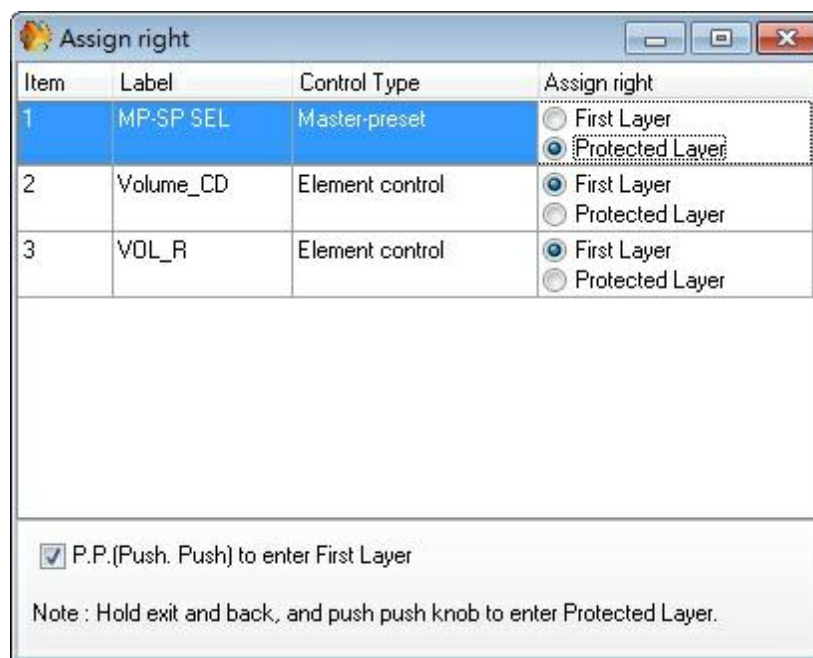 Assign right
Item Label Control Type Assign right
1 MP-SP SEL Master-preset First Layer
Protected Layer
2 Volume_CD Element control First Layer
Protected Layer
3 VOL_R Element control First Layer
Protected Layer
P.P.(Push. Push) to enter First Layer
Note : Hold exit and back, and push push knob to enter Protected Layer.